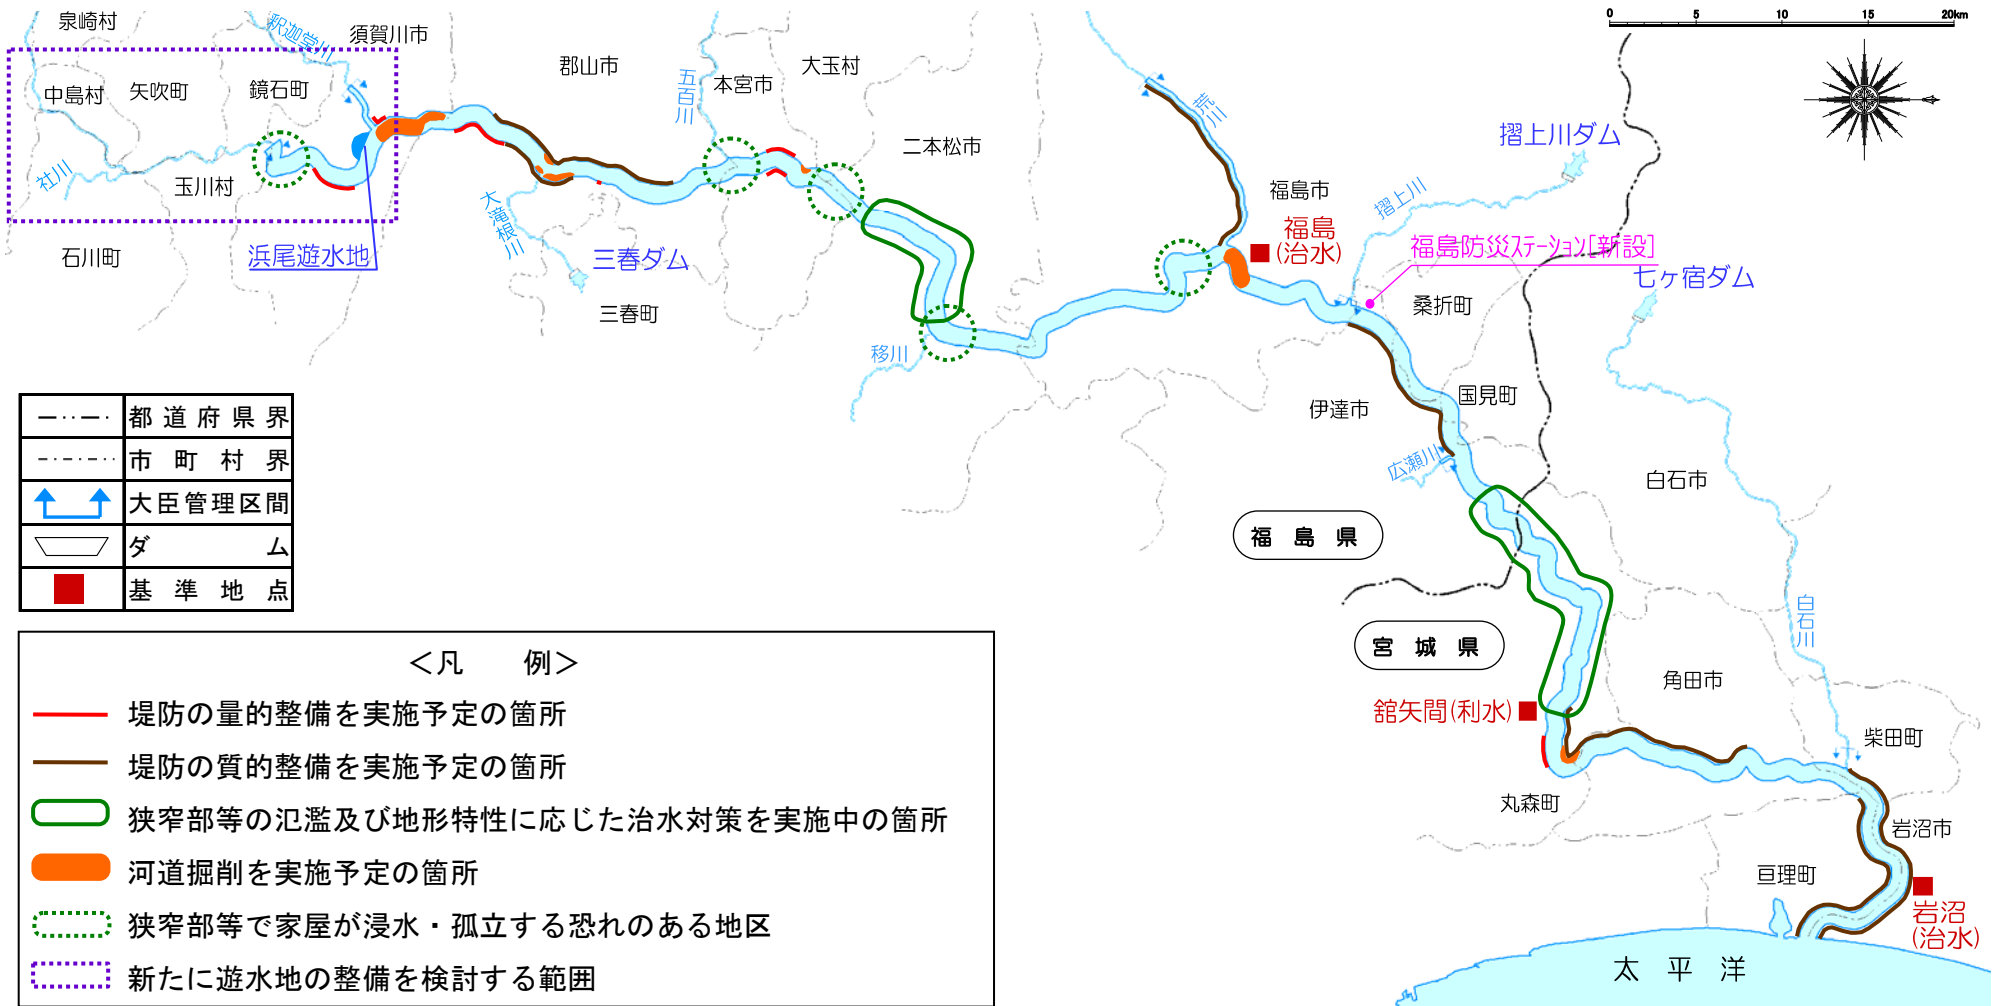 泉崎村
釈迦堂川
須賀川市
郡山市
五百川
本宮市
大玉村
0 5 10 15 20km
中島村
矢吹町
鏡石町
荒川
二本松市
摺上川ダム
社川
玉川村
大滝根川
福島市
摺上川
福島
(治水)
石川町
浜尾遊水地
三春ダム
福島防災ステーション[新設]
七ヶ宿ダム
三春町
桑折町
移川
伊達市
国見町
広瀬川
白石市
都道府県界
市町村界
大臣管理区間
ダム
基準地点
福島県
宮城県
白石川
角田市
舘矢間(利水)
柴田町
丸森町
岩沼市
亘理町
岩沼
(治水)
太平洋
<凡例>
堤防の量的整備を実施予定の箇所
堤防の質的整備を実施予定の箇所
狭窄部等の氾濫及び地形特性に応じた治水対策を実施中の箇所
河道掘削を実施予定の箇所
狭窄部等で家屋が浸水・孤立する恐れのある地区
新たに遊水地の整備を検討する範囲